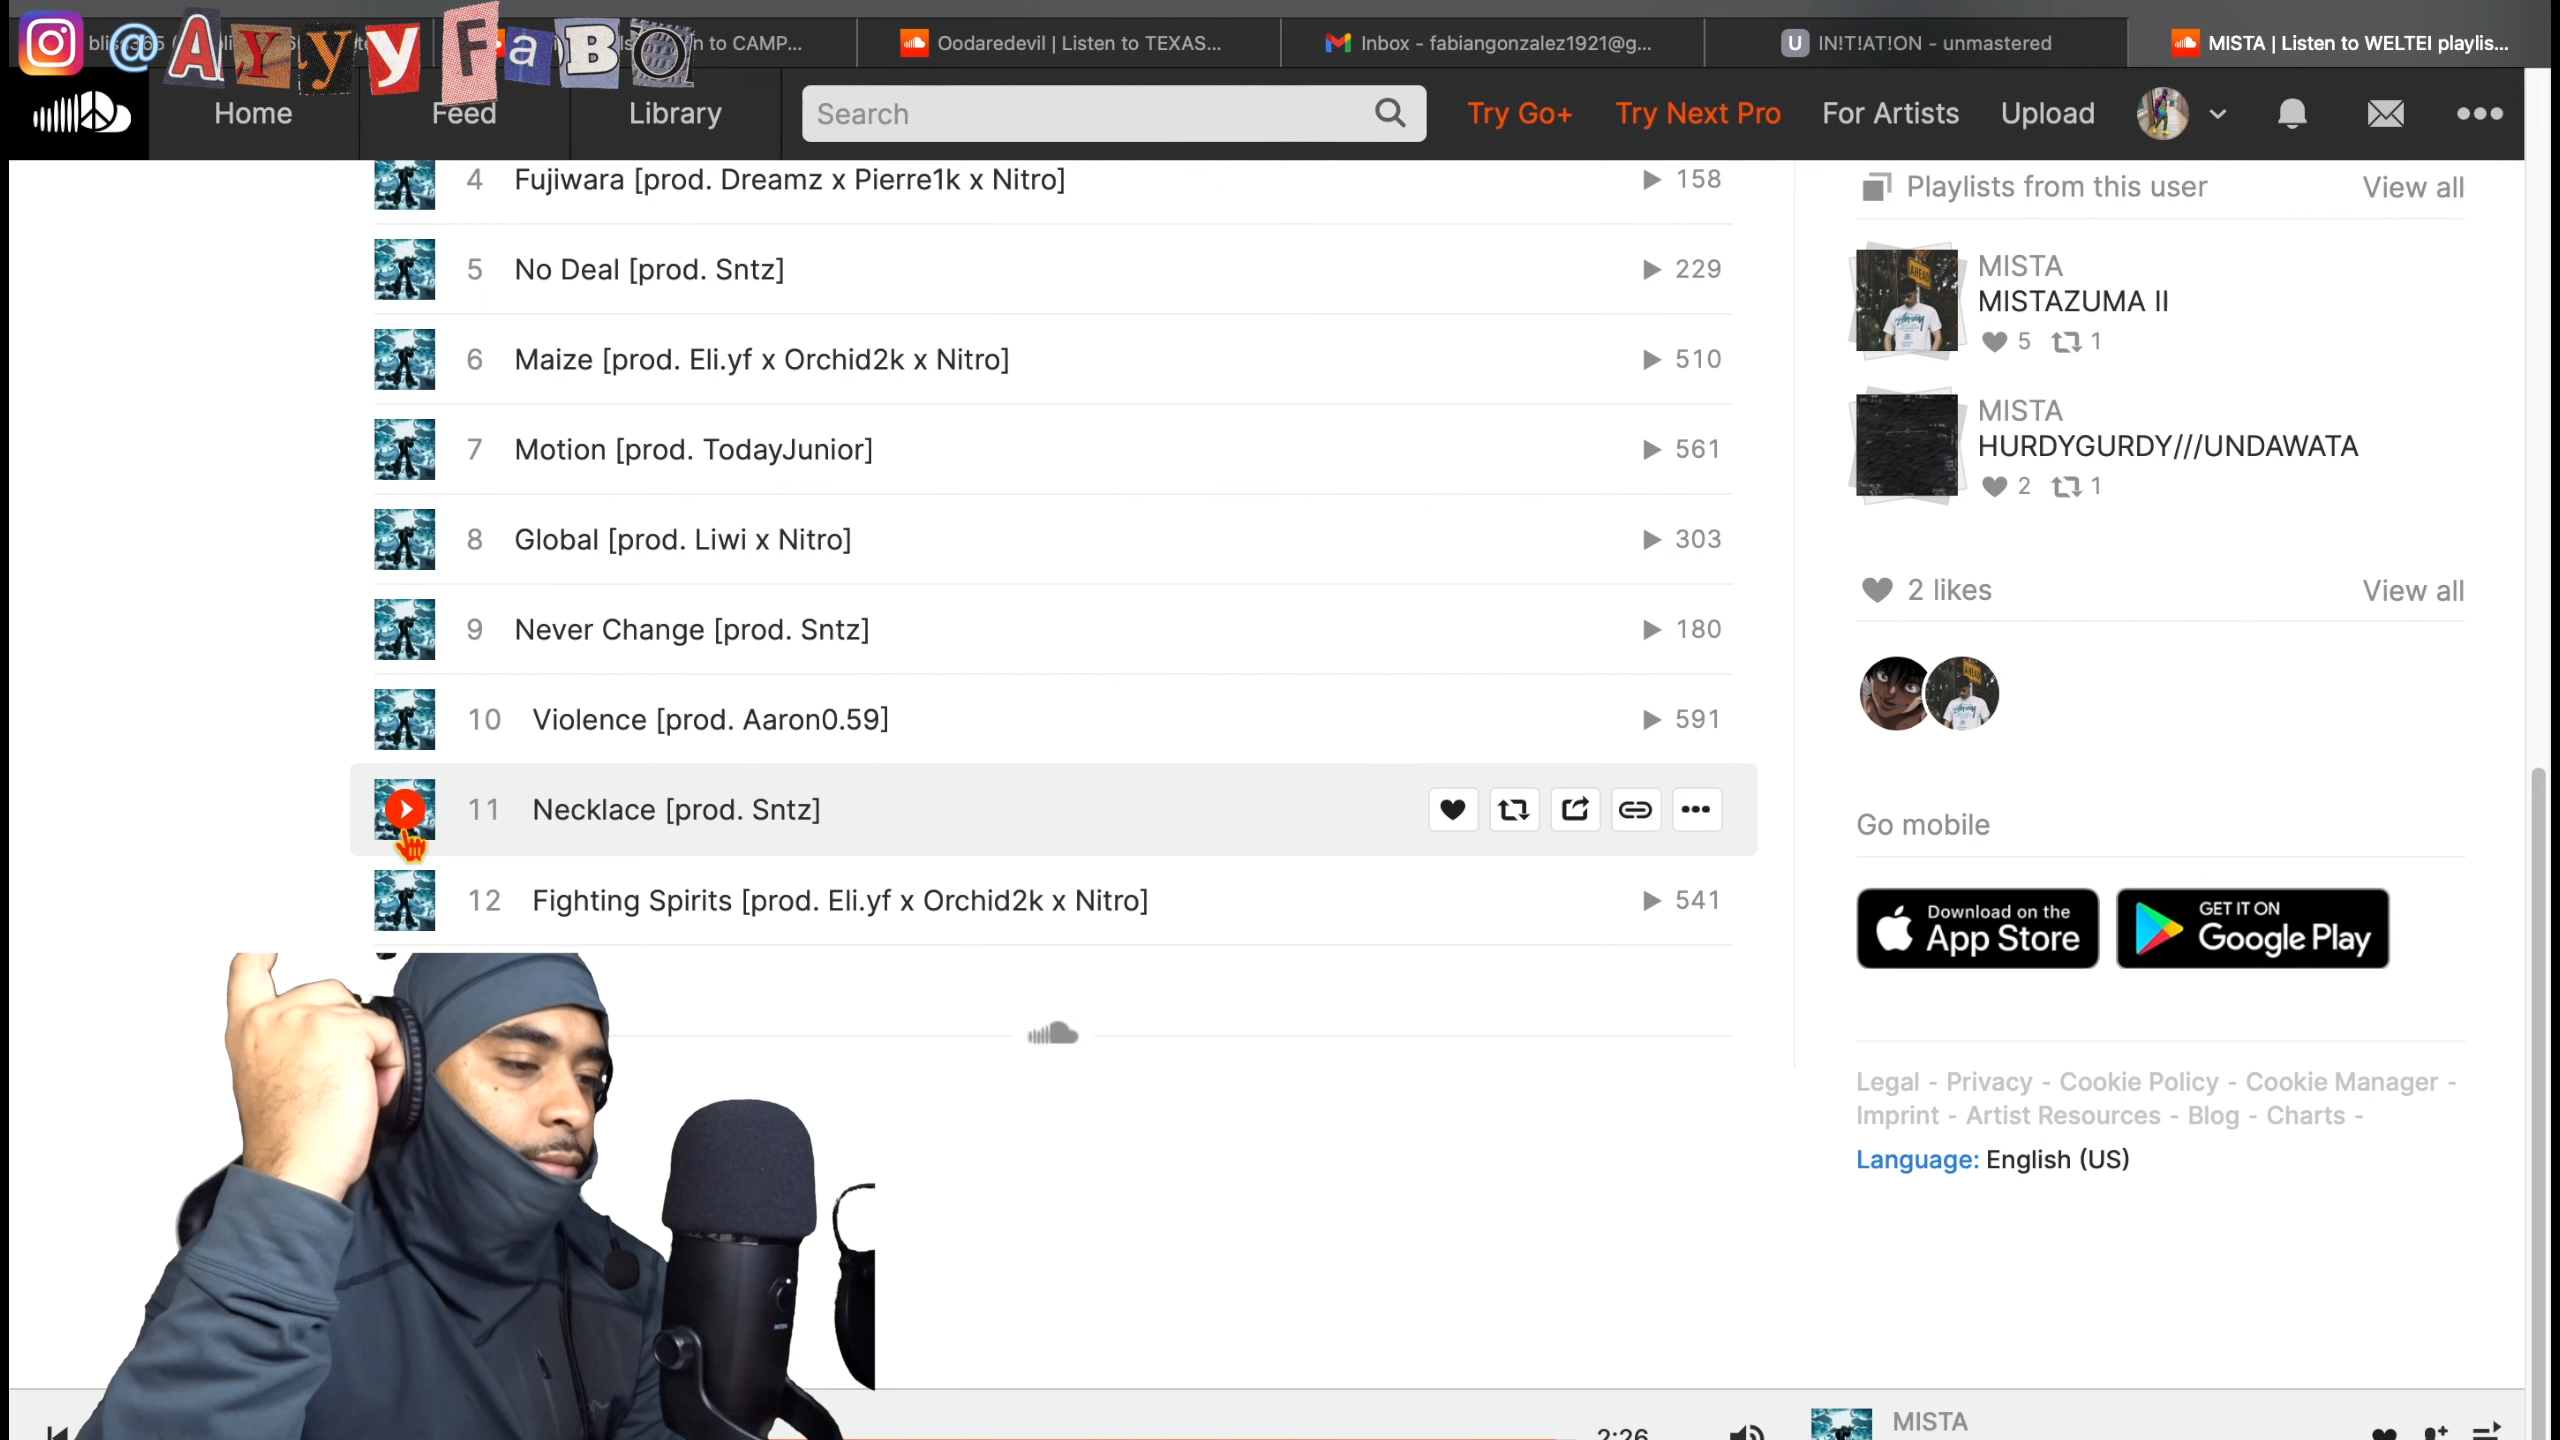 @AYyyFaBo
n to CAMP...
Oodaredevil | Listen to TEXAS...
Inbox - fabiangonzalez1921@g...
U IN!T!AT!ON - unmastered
MISTA | Listen to WELTEI playlis...
Home
Feed
Library
Search
Try Go+
Try Next Pro
For Artists
Upload
4 Fujiwara [prod. Dreamz x Pierre1k x Nitro] 158
5 No Deal [prod. Sntz] 229
6 Maize [prod. Eli.yf x Orchid2k x Nitro] 510
7 Motion [prod. TodayJunior] 561
8 Global [prod. Liwi x Nitro] 303
9 Never Change [prod. Sntz] 180
10 Violence [prod. Aaron0.59] 591
11 Necklace [prod. Sntz]
12 Fighting Spirits [prod. Eli.yf x Orchid2k x Nitro] 541
Playlists from this user View all
MISTA
MISTAZUMA II
5 1
MISTA
HURDYGURDY///UNDAWATA
2 1
2 likes View all
Go mobile
Download on the
App Store
GET IT ON
Google Play
Legal - Privacy - Cookie Policy - Cookie Manager -
Imprint - Artist Resources - Blog - Charts -
Language: English (US)
2:26
MISTA